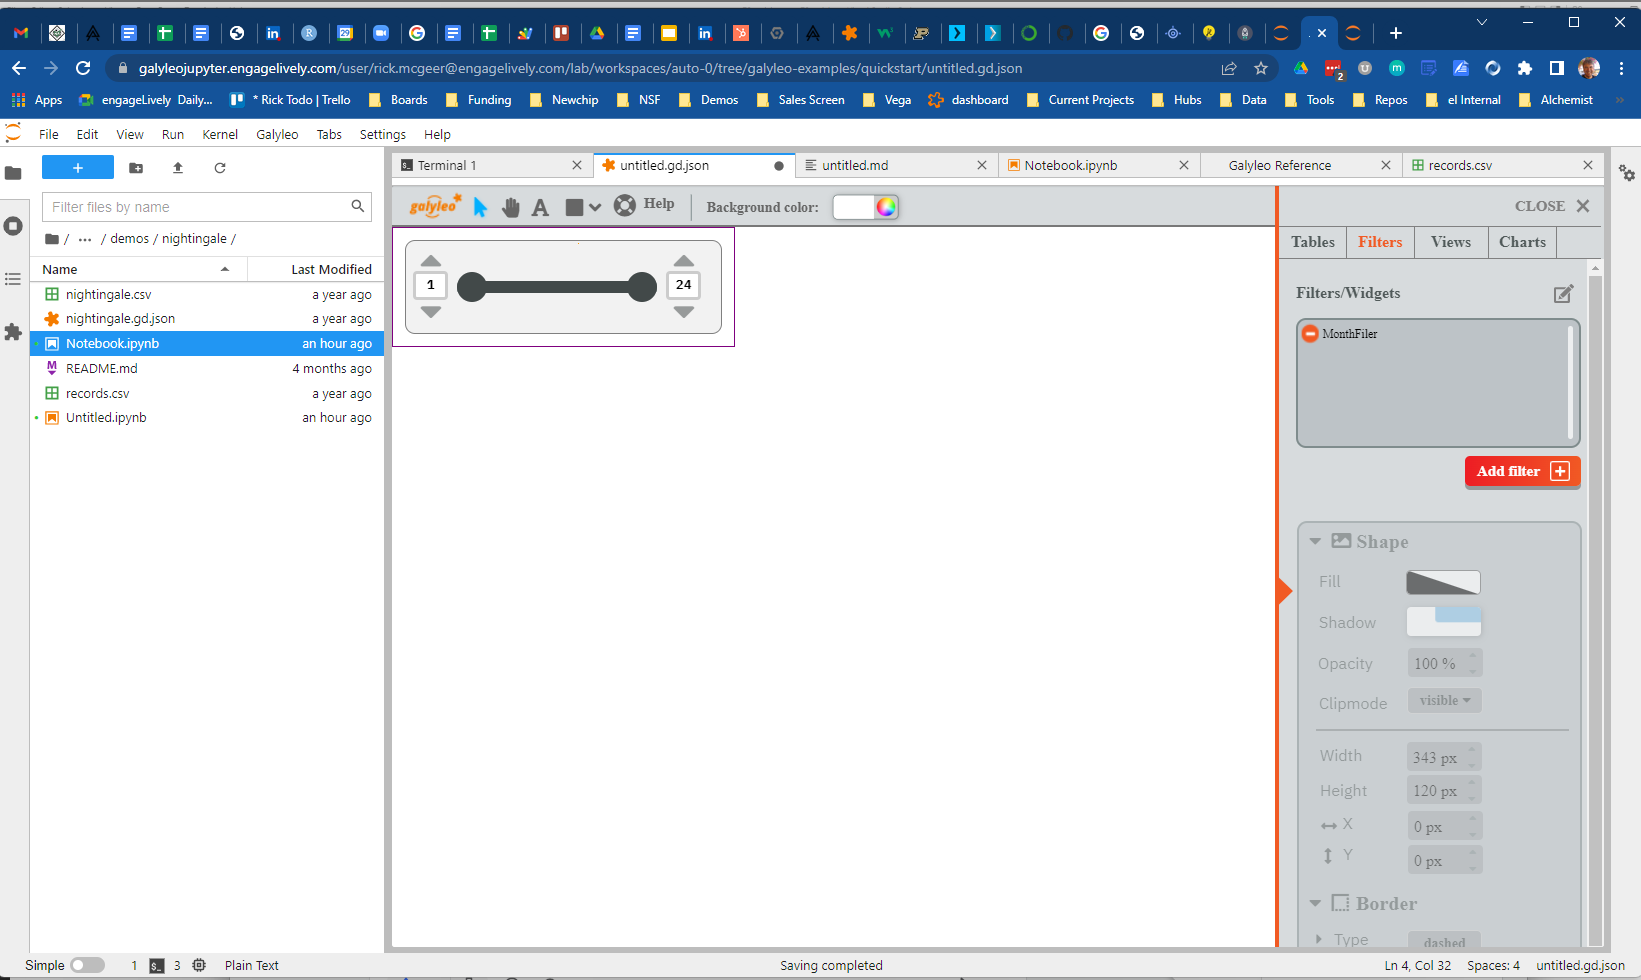 galyleojupyter.engagelively.com/user/rick.mcgeer@engagelively.com/lab/workspaces/auto-0/tree/galyleo-examples/quickstart/untitled.gd.json
2
Apps engageLively Daily... * Rick Todo | Trello Boards Funding Newchip NSF Demos Sales Screen Vega dashboard Current Projects Hubs Data Tools Repos el Internal Alchemist »
File Edit View Run Kernel Galyleo Tabs Settings Help
Terminal 1 untitled.gd.json untitled.md Notebook.ipynb Galyleo Reference records.csv
Filter files by name
/ ... / demos / nightingale /
Name Last Modified
nightingale.csv a year ago
nightingale.gd.json a year ago
Notebook.ipynb an hour ago
README.md 4 months ago
records.csv a year ago
Untitled.ipynb an hour ago
galyleo A Help Background color:
1 24
CLOSE
Tables Filters Views Charts
Filters/Widgets
MonthFiler
Add filter
Shape
Fill
Shadow
Opacity 100 %
Clipmode visible
Width 343 px
Height 120 px
X 0 px
Y 0 px
Border
Type dashed
Simple 1 3 Plain Text Saving completed Ln 4, Col 32 Spaces: 4 untitled.gd.json